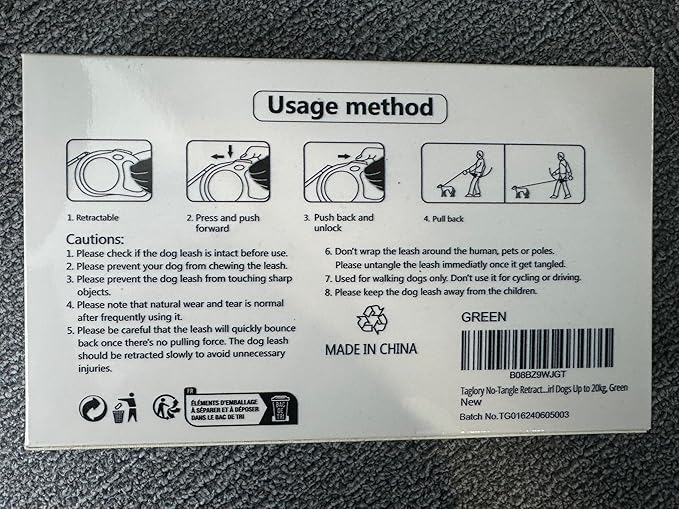 Usage method
1. Retractable
2. Press and push
forward
3. Push back and
unlock
4. Pull back
Cautions:
1. Please check if the dog leash is intact before use.
2. Please prevent your dog from chewing the leash.
3. Please prevent the dog leash from touching sharp
objects.
4. Please note that natural wear and tear is normal
after frequently using it.
5. Please be careful that the leash will quickly bounce
back once there's no pulling force. The dog leash
should be retracted slowly to avoid unnecessary
injuries.
6. Don't wrap the leash around the human, pets or poles.
Please untangle the leash immediately once it get tangled.
7. Used for walking dogs only. Don't use it for cycling or driving.
8. Please keep the dog leash away from the children.
MADE IN CHINA
GREEN
B08BZ9WJGT
Taglory No-Tangle Retract...irl Dogs Up to 20kg, Green
New
Batch No.TG016240605003
FR
ÉLÉMENTS D'EMBALLAGE
À SÉPARER ET À DÉPOSER
DANS LE BAC DE TRI
BAC
DE
TRI